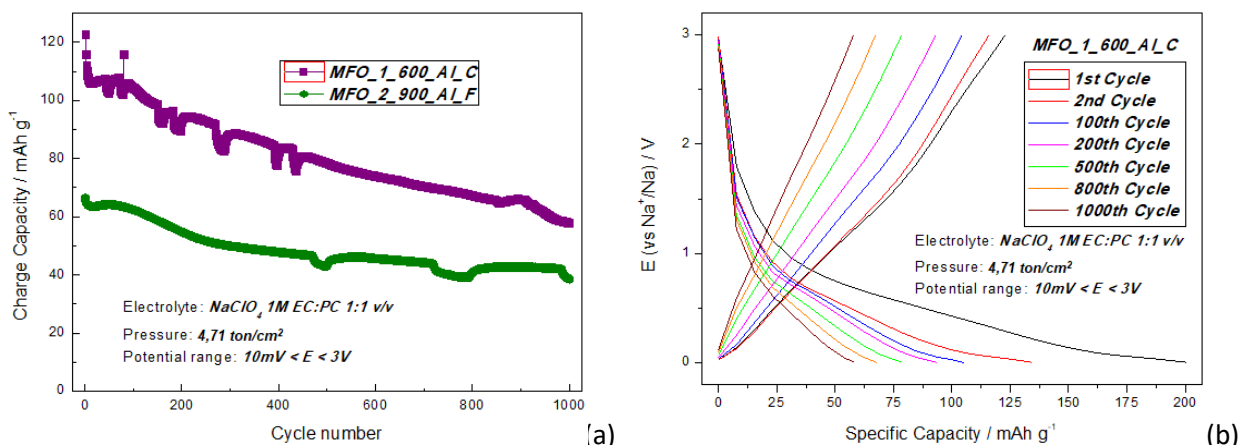 120
100
80
60
40
20
0
Charge Capacity / mAh g⁻¹
MFO_1_600_Al_C
MFO_2_900_Al_F
Electrolyte: NaClO₄ 1M EC:PC 1:1 v/v
Pressure: 4,71 ton/cm²
Potential range: 10mV < E < 3V
0 200 400 600 800 1000
Cycle number
(a)
3
2
1
0
E (vs Na⁺/Na) / V
MFO_1_600_Al_C
1st Cycle
2nd Cycle
100th Cycle
200th Cycle
500th Cycle
800th Cycle
1000th Cycle
Electrolyte: NaClO₄ 1M EC:PC 1:1 v/v
Pressure: 4,71 ton/cm²
Potential range: 10mV < E < 3V
0 25 50 75 100 125 150 175 200
Specific Capacity / mAh g⁻¹
(b)